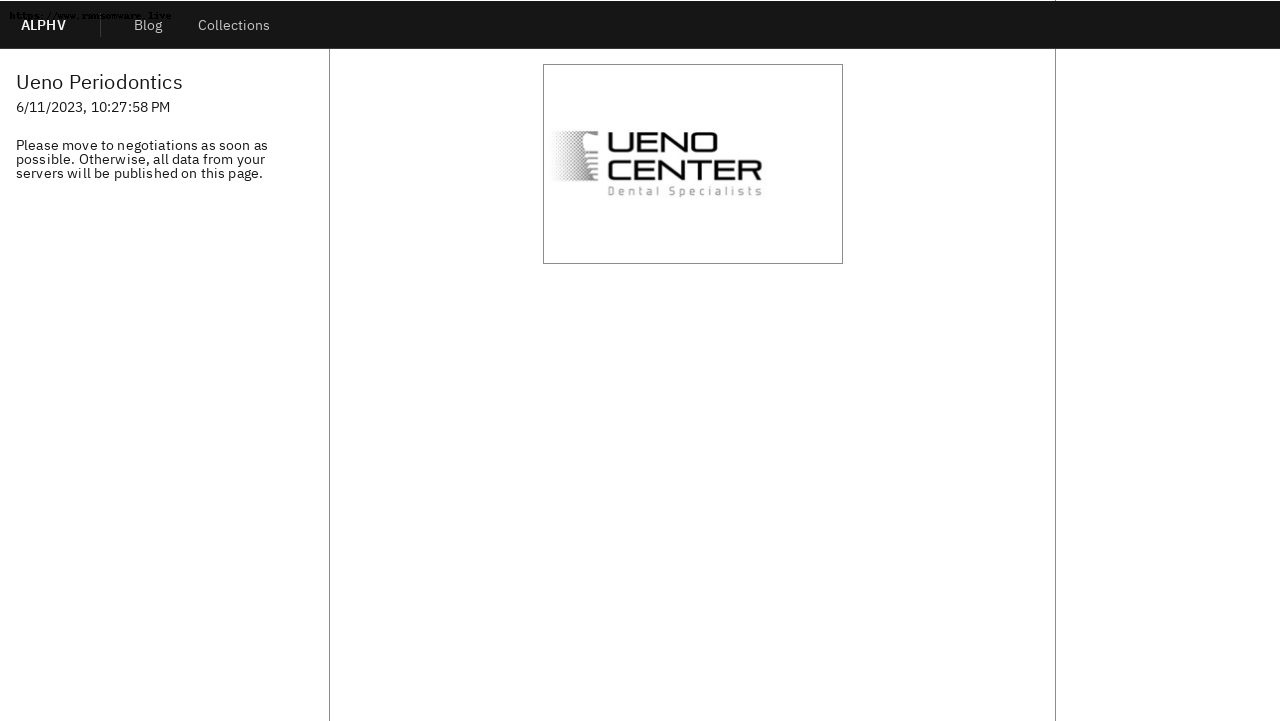 https://www.ransomware.live
ALPHV
Blog
Collections
Ueno Periodontics
6/11/2023, 10:27:58 PM
Please move to negotiations as soon as
possible. Otherwise, all data from your
servers will be published on this page.
UENO
CENTER
Dental Specialists